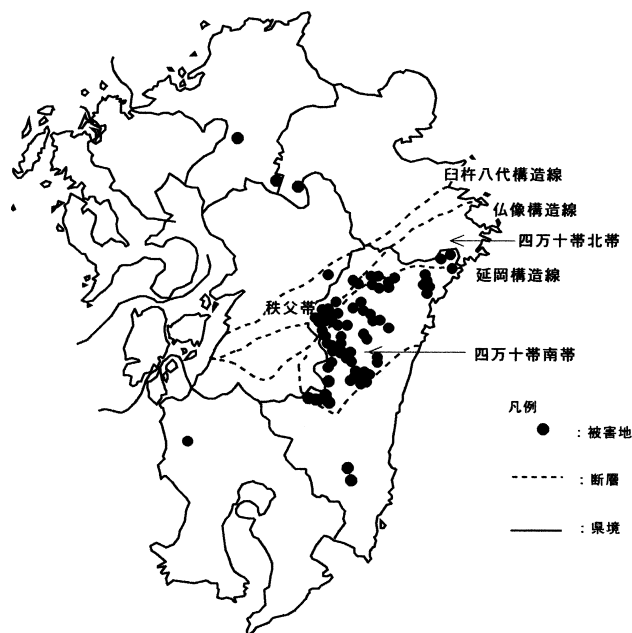 臼杵八代構造線
仏像構造線
四万十帯北帯
延岡構造線
秩父帯
四万十帯南帯
凡例
：被害地
：断層
：県境